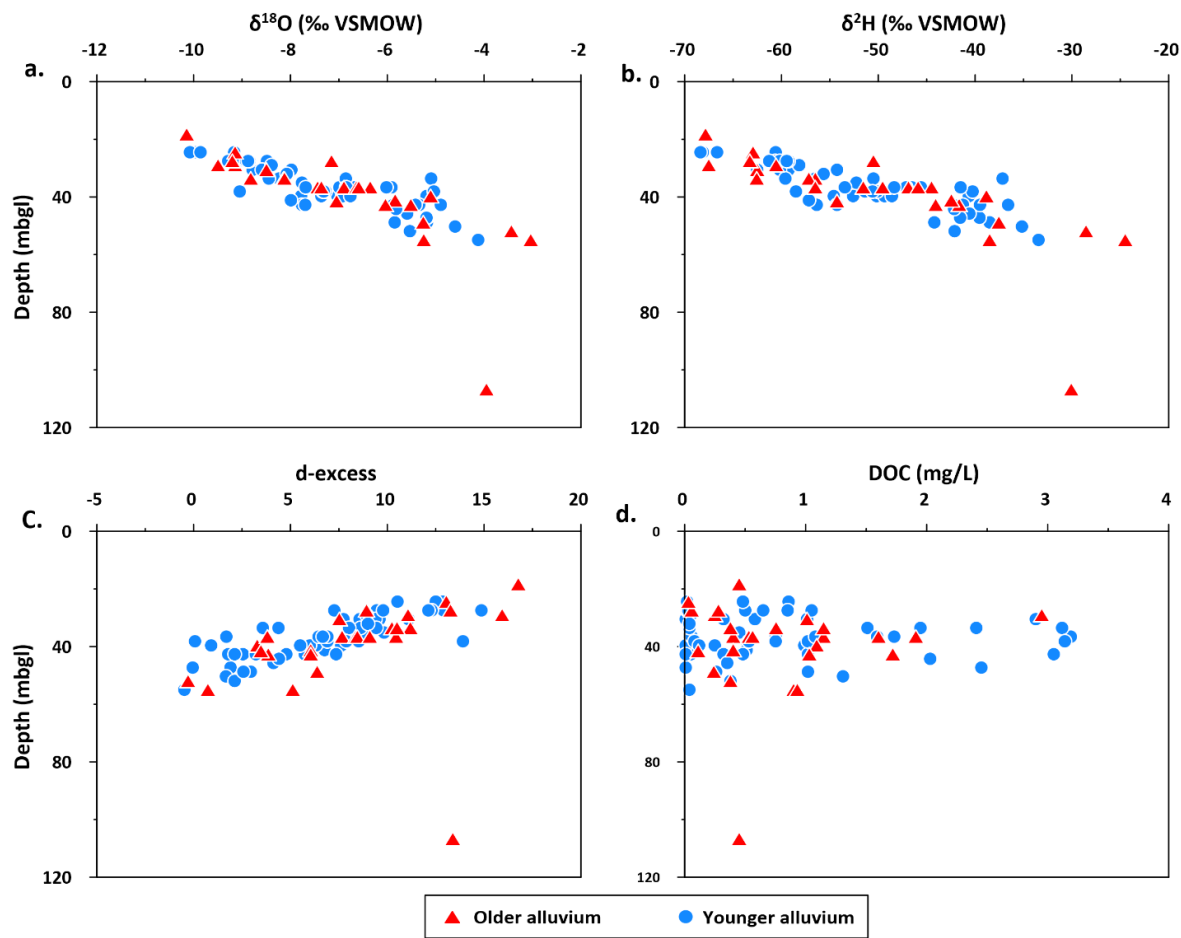 δ¹⁸O (‰ VSMOW)
-12 -10 -8 -6 -4 -2
a.
0
40
80
120
Depth (mbgl)
δ²H (‰ VSMOW)
-70 -60 -50 -40 -30 -20
b.
0
40
80
120
d-excess
-5 0 5 10 15 20
C.
0
40
80
120
Depth (mbgl)
DOC (mg/L)
0 1 2 3 4
d.
0
40
80
120
Older alluvium Younger alluvium